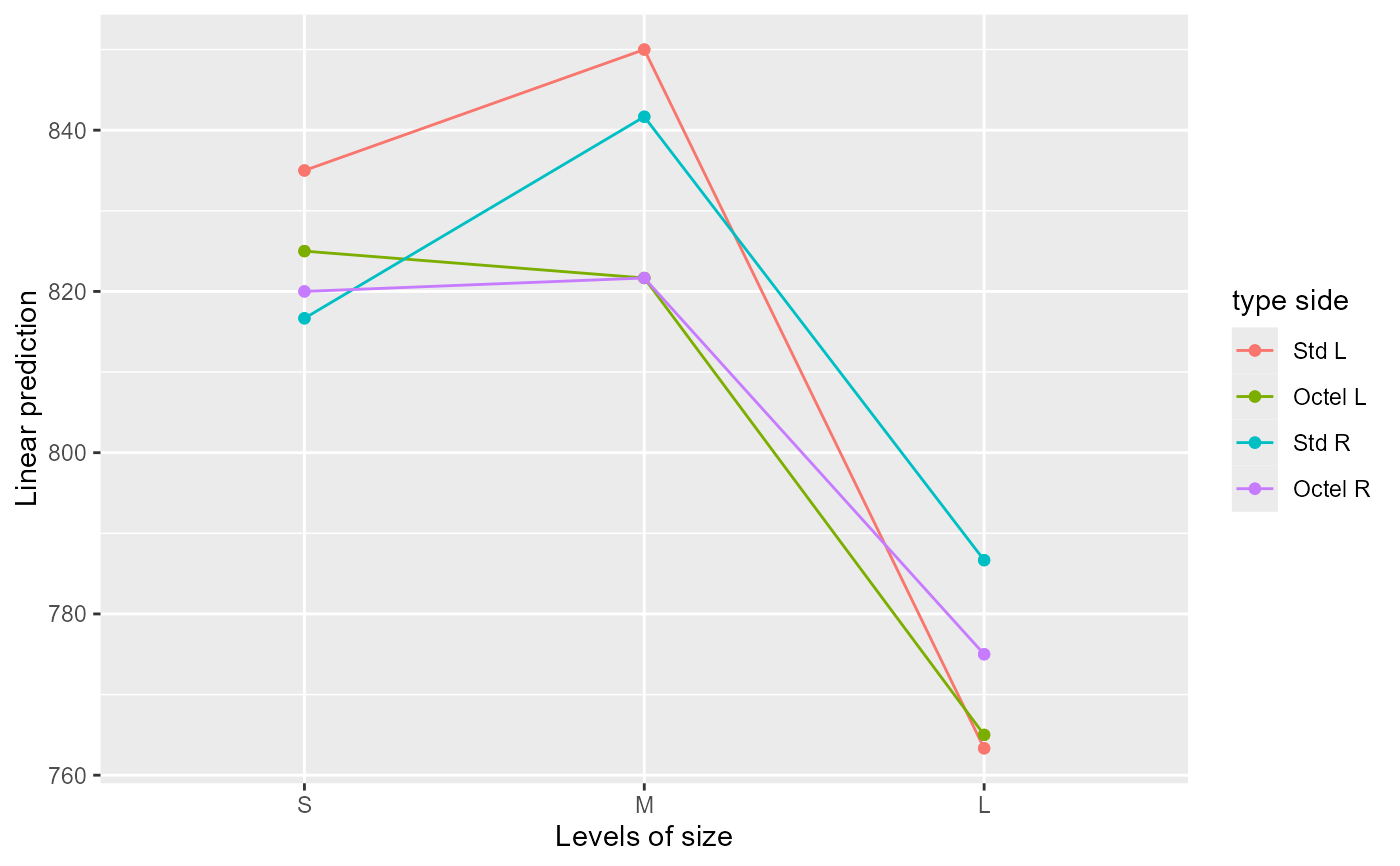 840
820
800
780
760
Linear prediction
S
M
L
Levels of size
type side
Std L
Octel L
Std R
Octel R